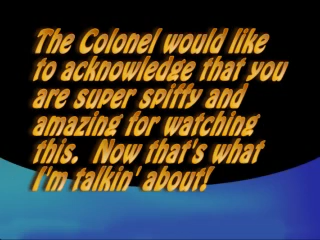 The Colonel would like
to acknowledge that you
are super spiffy and
amazing for watching
this.  Now that's what
I'm talkin' about!